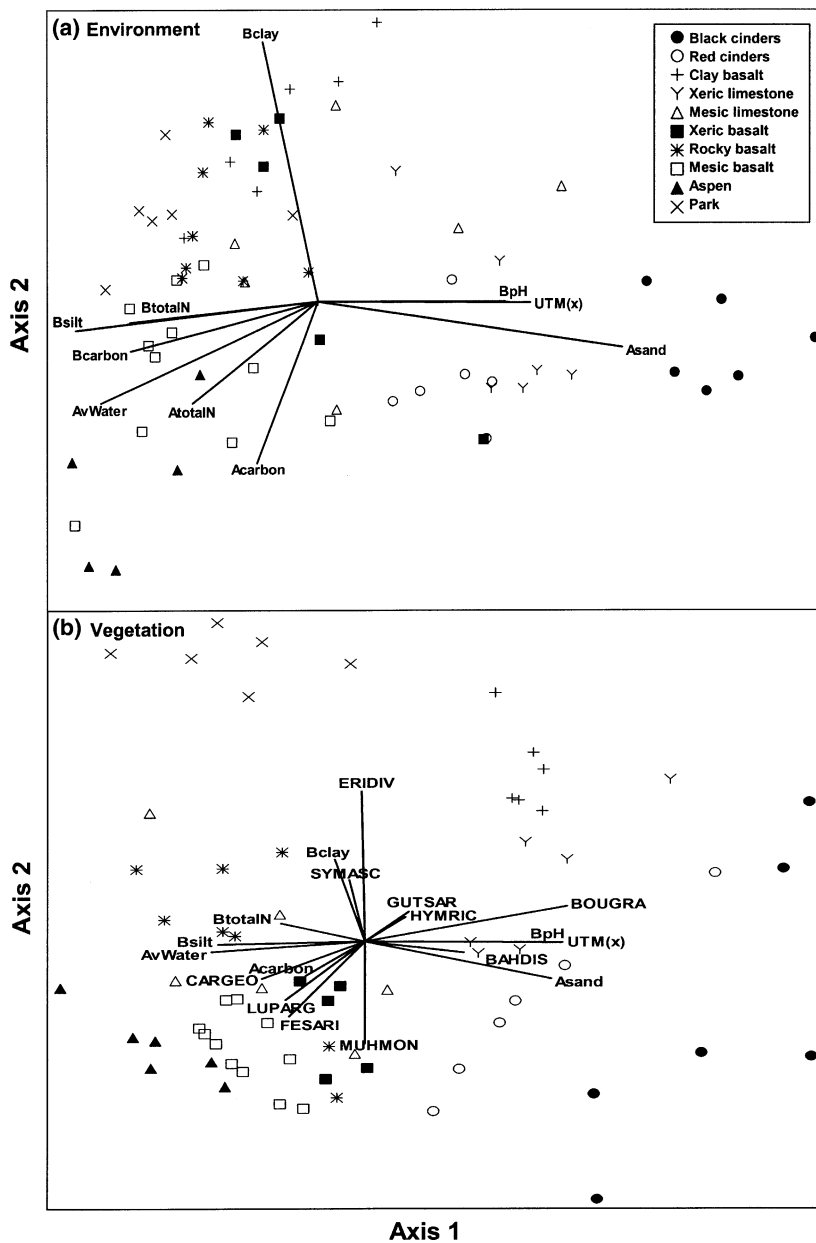 (a) Environment
Bclay
Black cinders
Red cinders
Clay basalt
Xeric limestone
Mesic limestone
Xeric basalt
Rocky basalt
Mesic basalt
Aspen
Park
Axis 2
BtotalN
Bsilt
Bcarbon
AvWater
AtotalN
Acarbon
BpH
UTM(x)
Asand
(b) Vegetation
ERIDIV
Bclay
SYMASC
GUTSAR
HYMRIC
BOUGRA
BtotalN
BpH
Bsilt
UTM(x)
AvWater
BAHDIS
Acarbon
CARGEO
Asand
LUPARG
FESARI
MUHMON
Axis 2
Axis 1